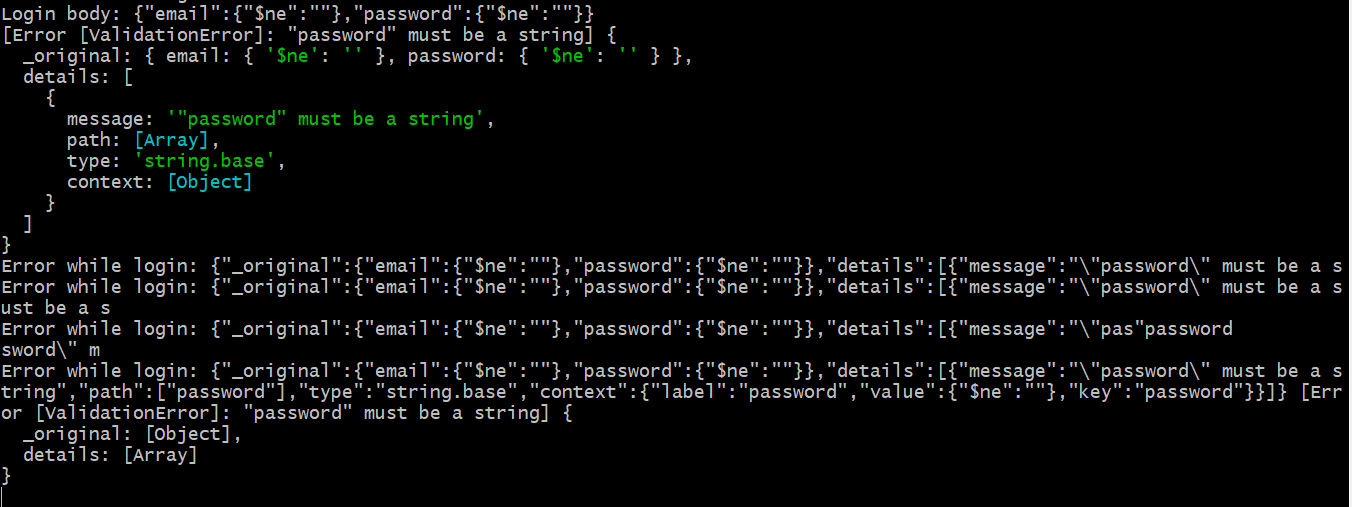 Login body: {"email":{"$ne":""},"password":{"$ne":""}}
[Error [ValidationError]: "password" must be a string] {
  _original: { email: { '$ne': '' }, password: { '$ne': '' } },
  details: [
    {
      message: '"password" must be a string',
      path: [Array],
      type: 'string.base',
      context: [Object]
    }
  ]
}
Error while login: {"_original":{"email":{"$ne":""},"password":{"$ne":""}},"details":[{"message":"\"password\" must be a s
Error while login: {"_original":{"email":{"$ne":""},"password":{"$ne":""}},"details":[{"message":"\"password\" must be a s
ust be a s
Error while login: {"_original":{"email":{"$ne":""},"password":{"$ne":""}},"details":[{"message":"\"pas"password
sword\" m
Error while login: {"_original":{"email":{"$ne":""},"password":{"$ne":""}},"details":[{"message":"\"password\" must be a s
tring","path":["password"],"type":"string.base","context":{"label":"password","value":{"$ne":""},"key":"password"}}]} [Err
or [ValidationError]: "password" must be a string] {
  _original: [Object],
  details: [Array]
}